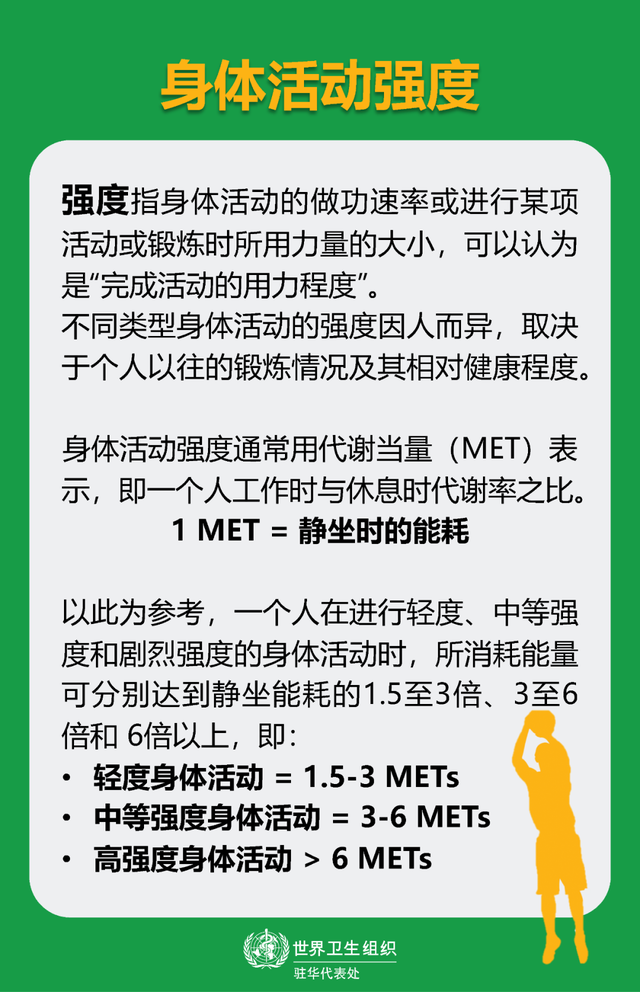 身体活动强度
强度指身体活动的做功速率或进行某项
活动或锻炼时所用力量的大小，可以认为
是“完成活动的用力程度”。
不同类型身体活动的强度因人而异，取决
于个人以往的锻炼情况及其相对健康程度。
身体活动强度通常用代谢当量（MET）表
示，即一个人工作时与休息时代谢率之比。
1 MET = 静坐时的能耗
以此为参考，一个人在进行轻度、中等强
度和剧烈强度的身体活动时，所消耗能量
可分别达到静坐能耗的1.5至3倍、3至6
倍和 6倍以上，即：
• 轻度身体活动 = 1.5-3 METs
• 中等强度身体活动 = 3-6 METs
• 高强度身体活动 > 6 METs
世界卫生组织
驻华代表处